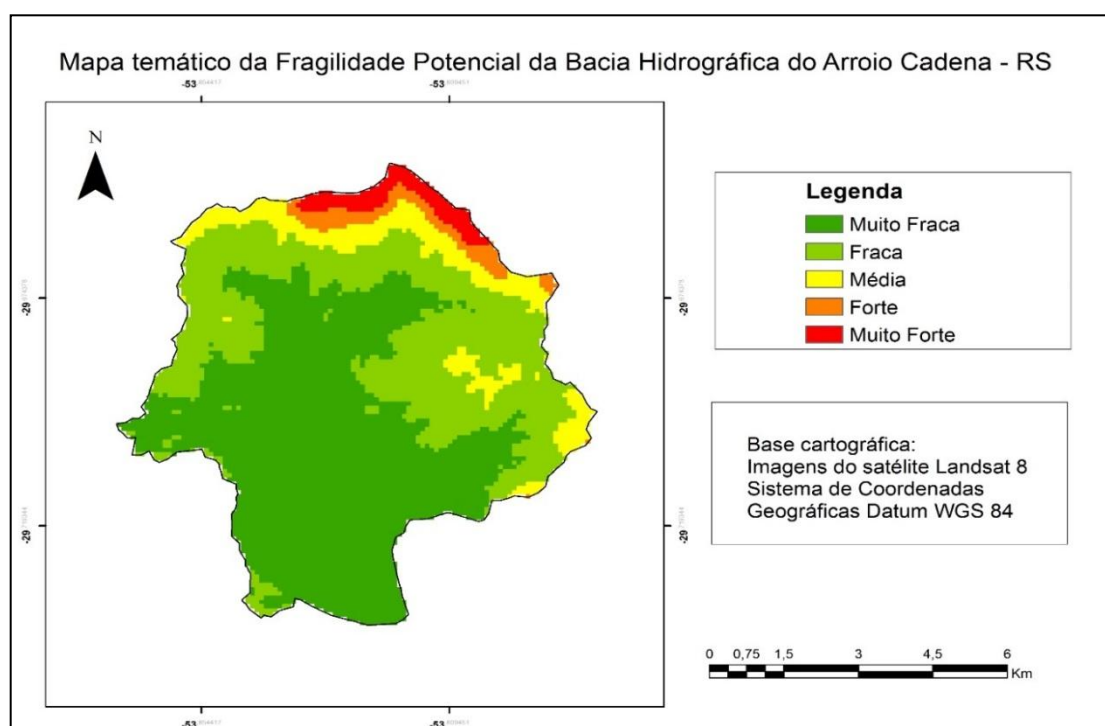 Mapa temático da Fragilidade Potencial da Bacia Hidrográfica do Arroio Cadena - RS
-53
-53
N
Legenda
Muito Fraca
Fraca
Média
Forte
Muito Forte
-29
-29
Base cartográfica:
Imagens do satélite Landsat 8
Sistema de Coordenadas
Geográficas Datum WGS 84
-29
-29
0 0,75 1,5 3 4,5 6
Km
-53
-53